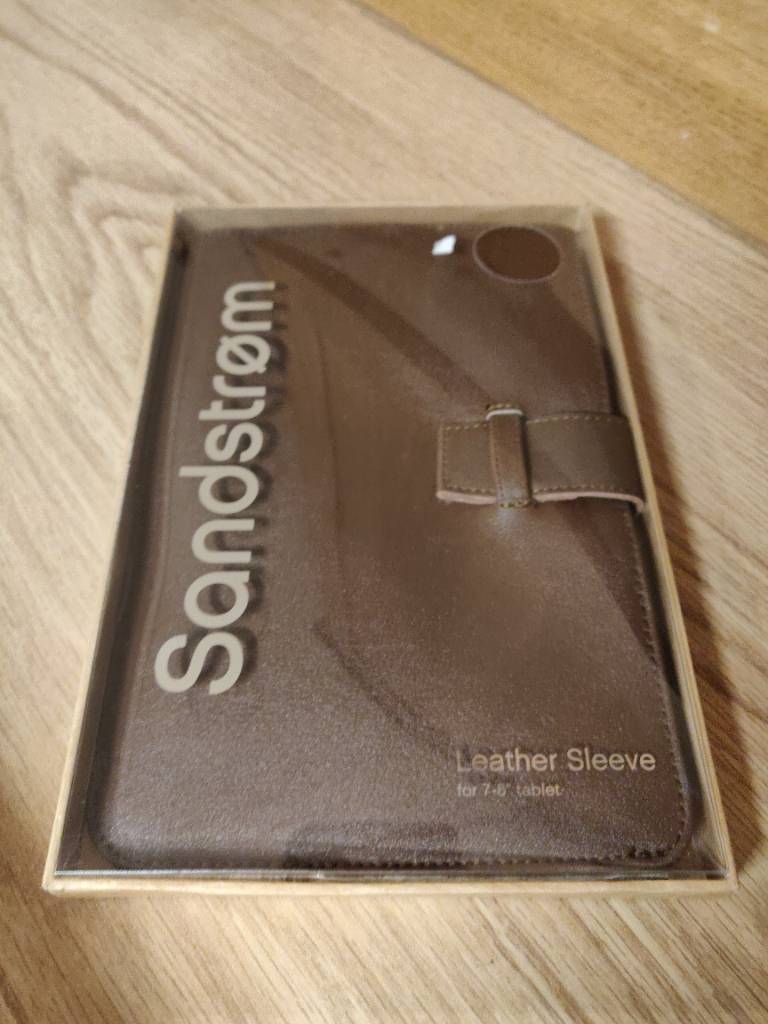 Sandstrøm
Leather Sleeve
for 7-8" tablet